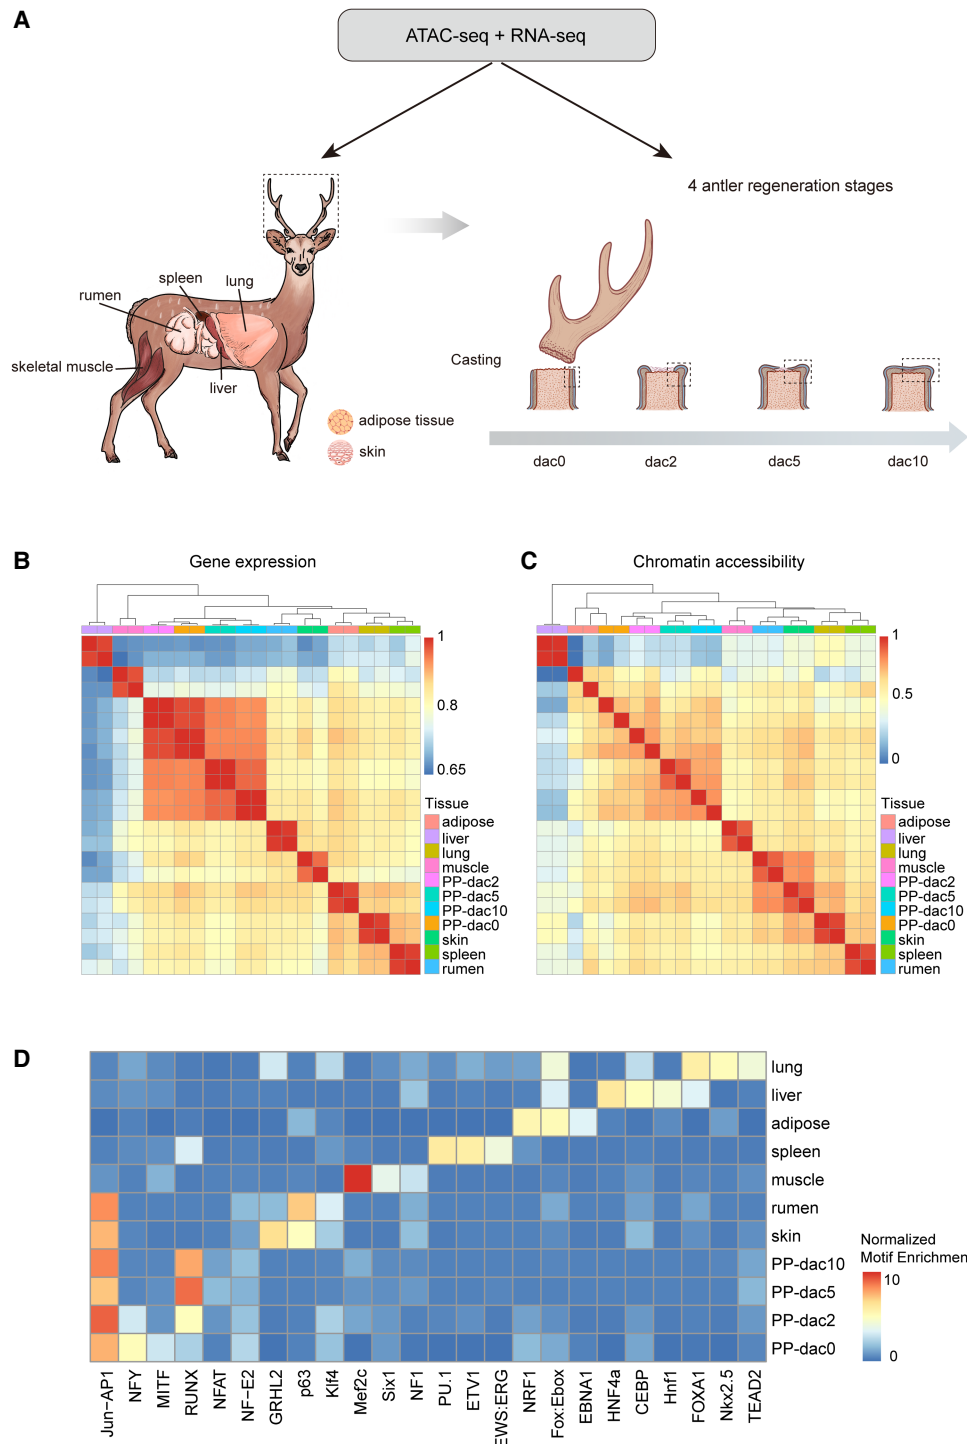 A
ATAC-seq + RNA-seq
4 antler regeneration stages
spleen
lung
rumen
skeletal muscle
liver
adipose tissue
skin
Casting
dac0
dac2
dac5
dac10
B
Gene expression
1
0.8
0.65
Tissue
adipose
liver
lung
muscle
PP-dac2
PP-dac5
PP-dac10
PP-dac0
skin
spleen
rumen
C
Chromatin accessibility
1
0.5
0
Tissue
adipose
liver
lung
muscle
PP-dac2
PP-dac5
PP-dac10
PP-dac0
skin
spleen
rumen
D
lung
liver
adipose
spleen
muscle
rumen
skin
PP-dac10
PP-dac5
PP-dac2
PP-dac0
Jun−AP1
NFY
MITF
RUNX
NFAT
NF−E2
GRHL2
p63
Klf4
Mef2c
Six1
NF1
PU.1
ETV1
EWS:ERG
NRF1
Fox:Ebox
EBNA1
HNF4a
CEBP
Hnf1
FOXA1
Nkx2.5
TEAD2
Normalized
Motif Enrichmen
10
0